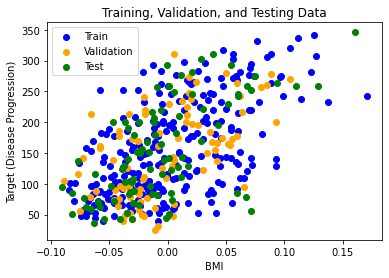 Training, Validation, and Testing Data
Train
Validation
Test
Target (Disease Progression)
350
300
250
200
150
100
50
−0.10 −0.05 0.00 0.05 0.10 0.15
BMI